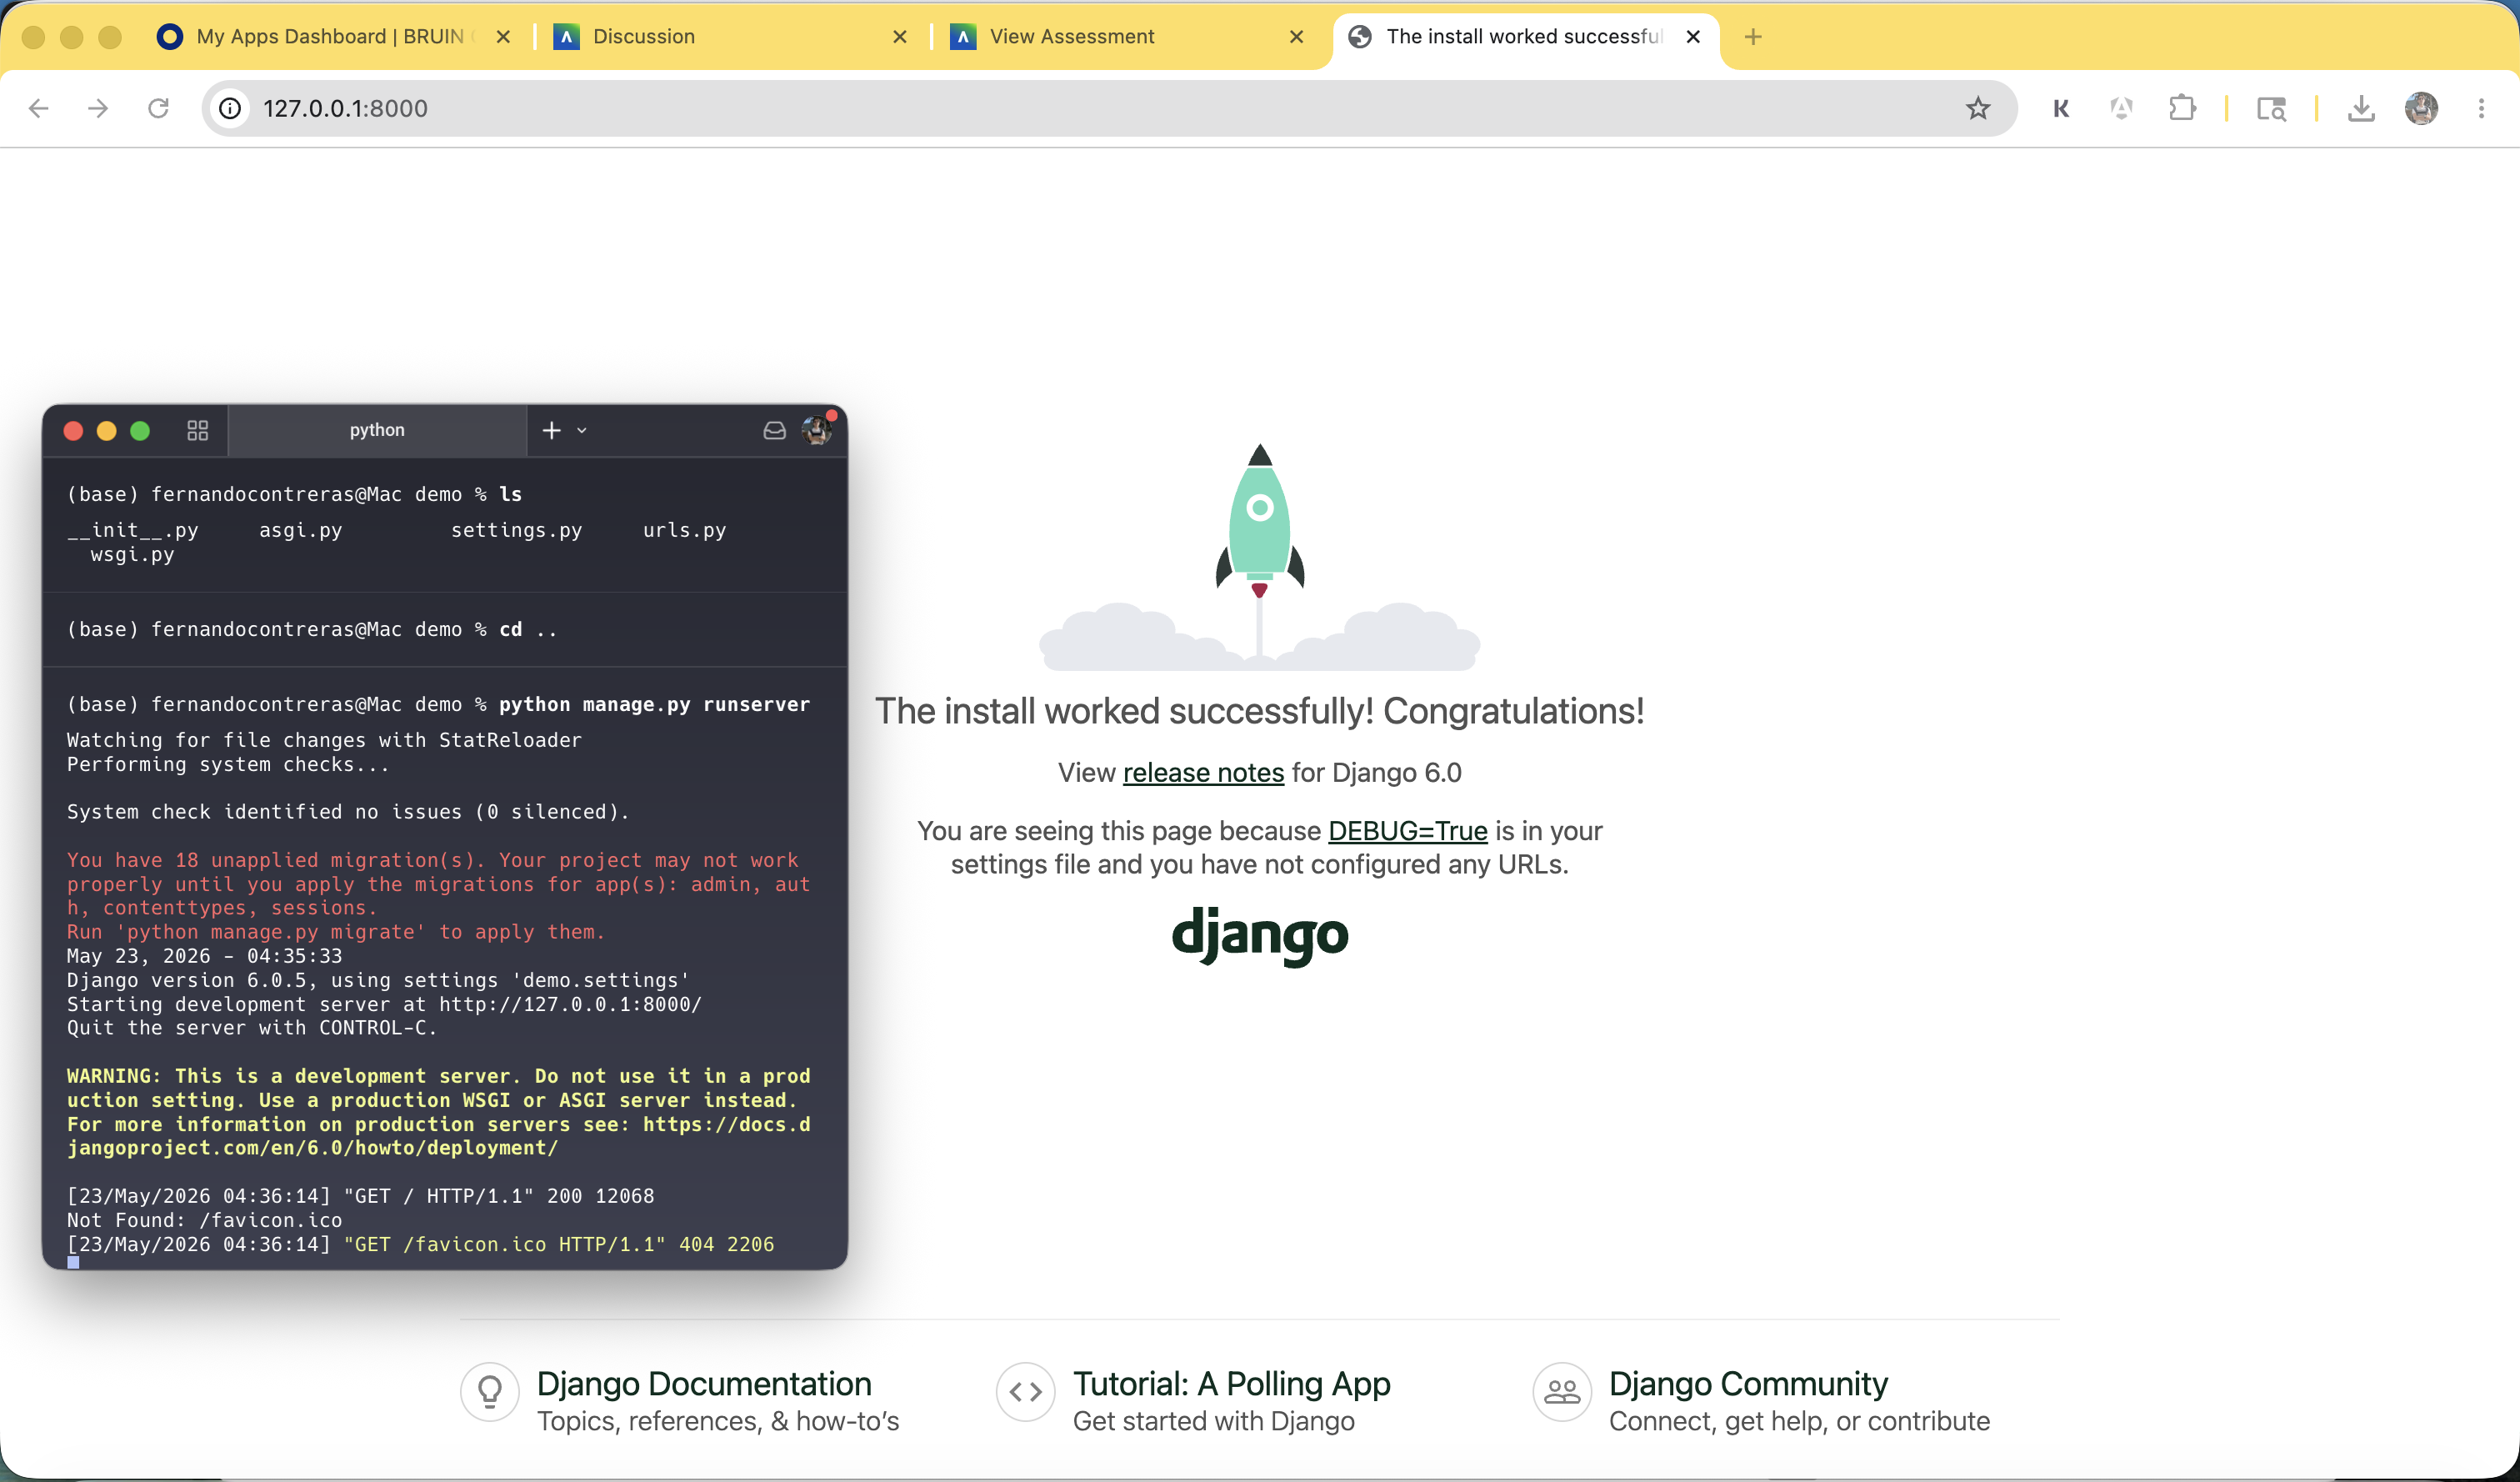 My Apps Dashboard | BRUIN
Discussion
View Assessment
The install worked successful
127.0.0.1:8000
python
(base) fernandocontreras@Mac demo % ls
__init__.py asgi.py settings.py urls.py
wsgi.py
(base) fernandocontreras@Mac demo % cd ..
(base) fernandocontreras@Mac demo % python manage.py runserver
Watching for file changes with StatReloader
Performing system checks...
System check identified no issues (0 silenced).
You have 18 unapplied migration(s). Your project may not work
properly until you apply the migrations for app(s): admin, aut
h, contenttypes, sessions.
Run 'python manage.py migrate' to apply them.
May 23, 2026 - 04:35:33
Django version 6.0.5, using settings 'demo.settings'
Starting development server at http://127.0.0.1:8000/
Quit the server with CONTROL-C.
WARNING: This is a development server. Do not use it in a prod
uction setting. Use a production WSGI or ASGI server instead.
For more information on production servers see: https://docs.d
jangoproject.com/en/6.0/howto/deployment/
[23/May/2026 04:36:14] "GET / HTTP/1.1" 200 12068
Not Found: /favicon.ico
[23/May/2026 04:36:14] "GET /favicon.ico HTTP/1.1" 404 2206
The install worked successfully! Congratulations!
View release notes for Django 6.0
You are seeing this page because DEBUG=True is in your
settings file and you have not configured any URLs.
django
Django Documentation
Topics, references, & how-to's
Tutorial: A Polling App
Get started with Django
Django Community
Connect, get help, or contribute